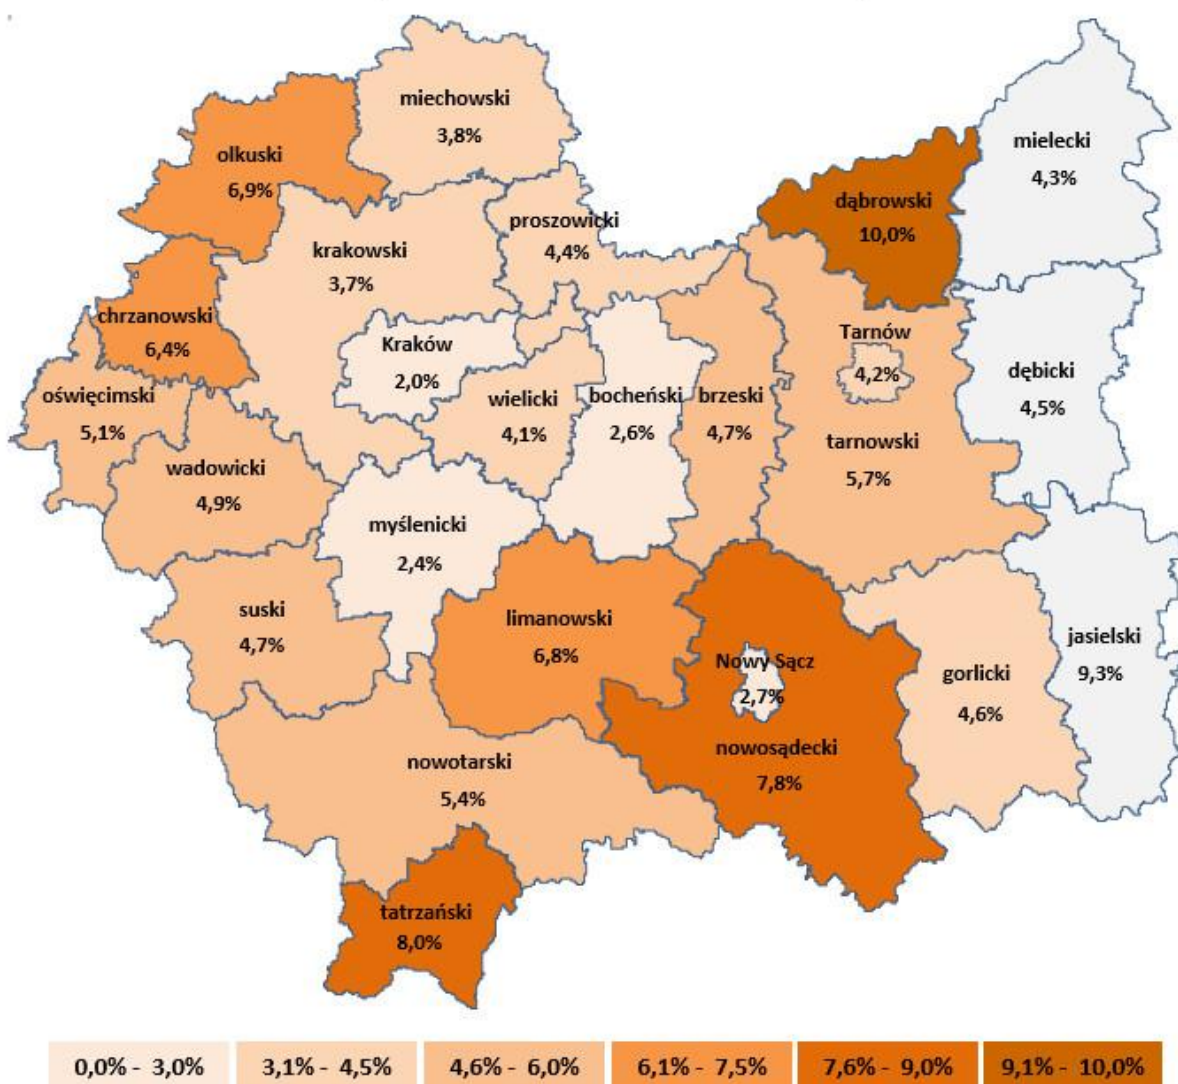 miechowski
3,8%
olkuski
6,9%
mielecki
4,3%
dąbrowski
10,0%
proszowicki
4,4%
krakowski
3,7%
chrzanowski
6,4%
Kraków
2,0%
Tarnów
4,2%
oświęcimski
5,1%
wielicki
4,1%
bocheński
2,6%
brzeski
4,7%
dębicki
4,5%
tarnowski
5,7%
wadowicki
4,9%
myślenicki
2,4%
suski
4,7%
limanowski
6,8%
Nowy Sącz
2,7%
jasielski
9,3%
gorlicki
4,6%
nowosądecki
7,8%
nowotarski
5,4%
tatrzański
8,0%
0,0% - 3,0%
3,1% - 4,5%
4,6% - 6,0%
6,1% - 7,5%
7,6% - 9,0%
9,1% - 10,0%